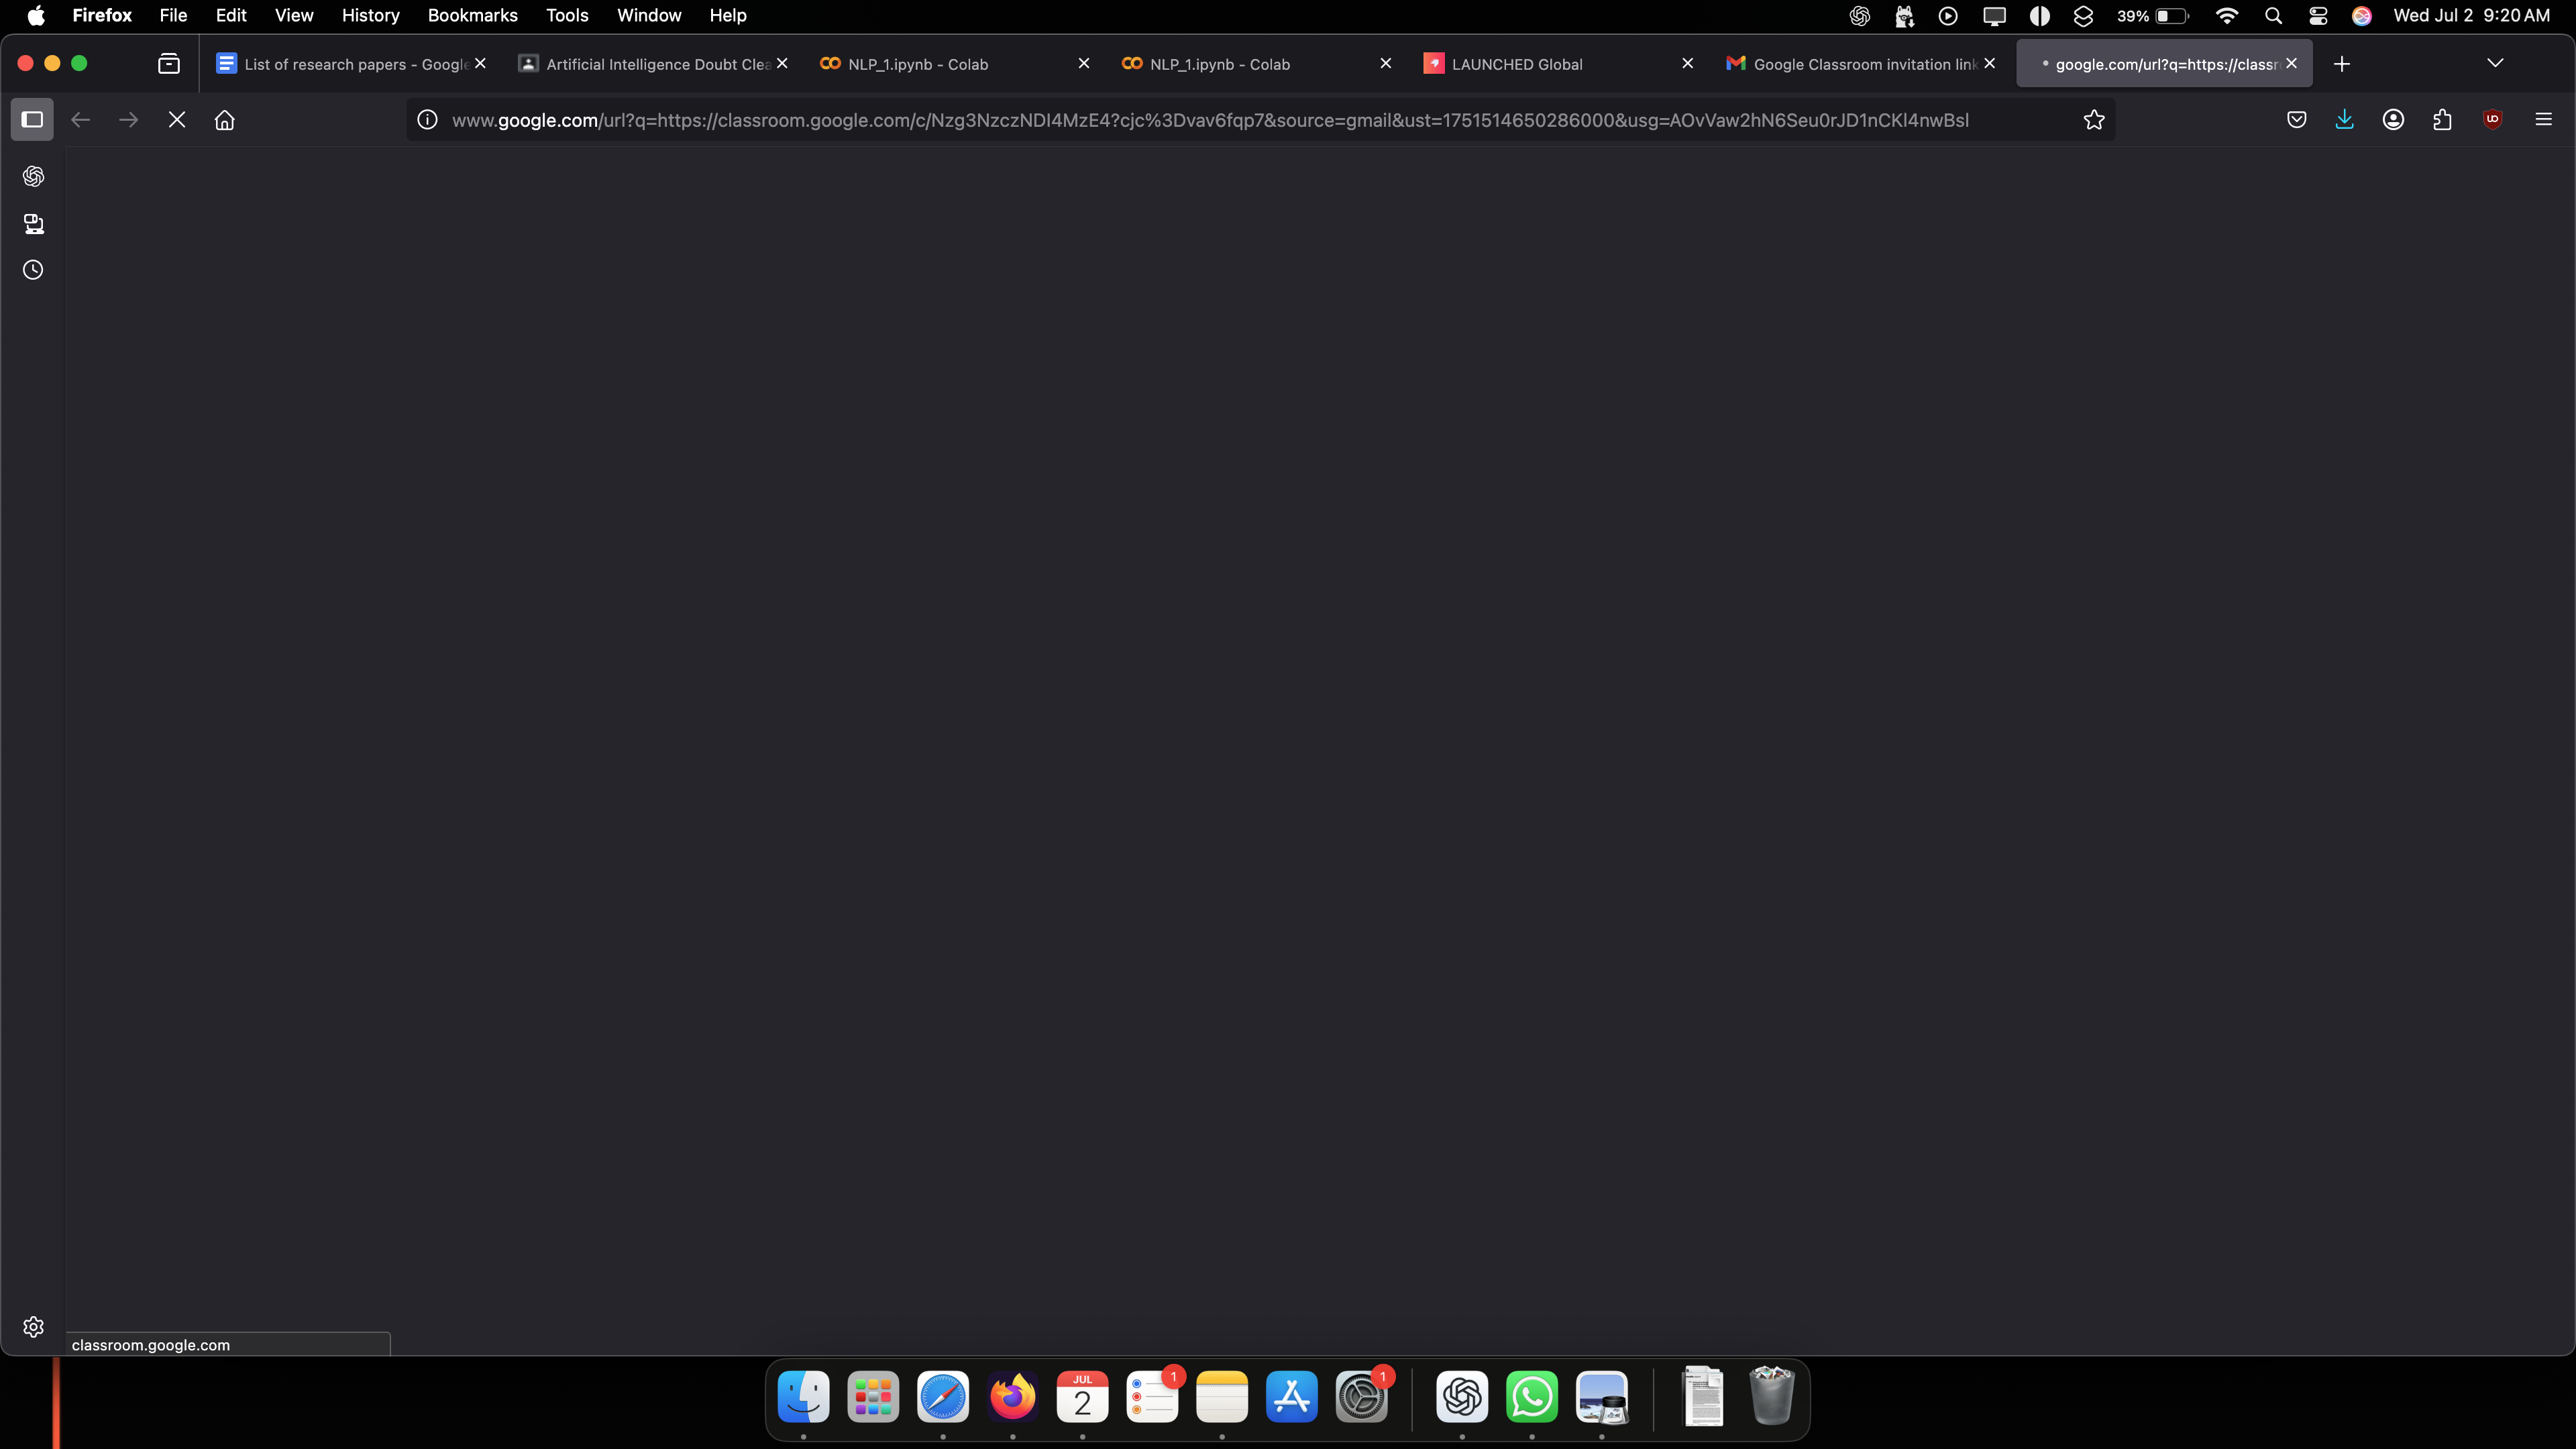 Firefox File Edit View History Bookmarks Tools Window Help 39% Wed Jul 2 9:20 AM
List of research papers - Google Artificial Intelligence Doubt Clea NLP_1.ipynb - Colab NLP_1.ipynb - Colab LAUNCHED Global Google Classroom invitation link google.com/url?q=https://classr
www.google.com/url?q=https://classroom.google.com/c/Nzg3NzczNDI4MzE4?cjc%3Dvav6fqp7&source=gmail&ust=1751514650286000&usg=AOvVaw2hN6Seu0rJD1nCKl4nwBsl
classroom.google.com
JUL
2
1
1